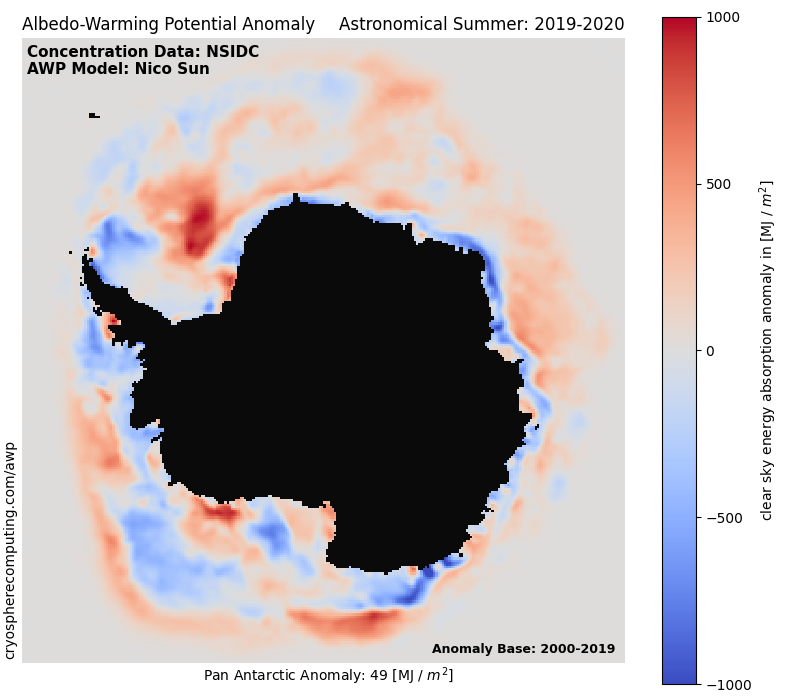 Albedo-Warming Potential Anomaly Astronomical Summer: 2019-2020
Concentration Data: NSIDC
AWP Model: Nico Sun
Anomaly Base: 2000-2019
Pan Antarctic Anomaly: 49 [MJ / m²]
cryospherecomputing.com/awp
1000
500
0
−500
−1000
clear sky energy absorption anomaly in [MJ / m²]